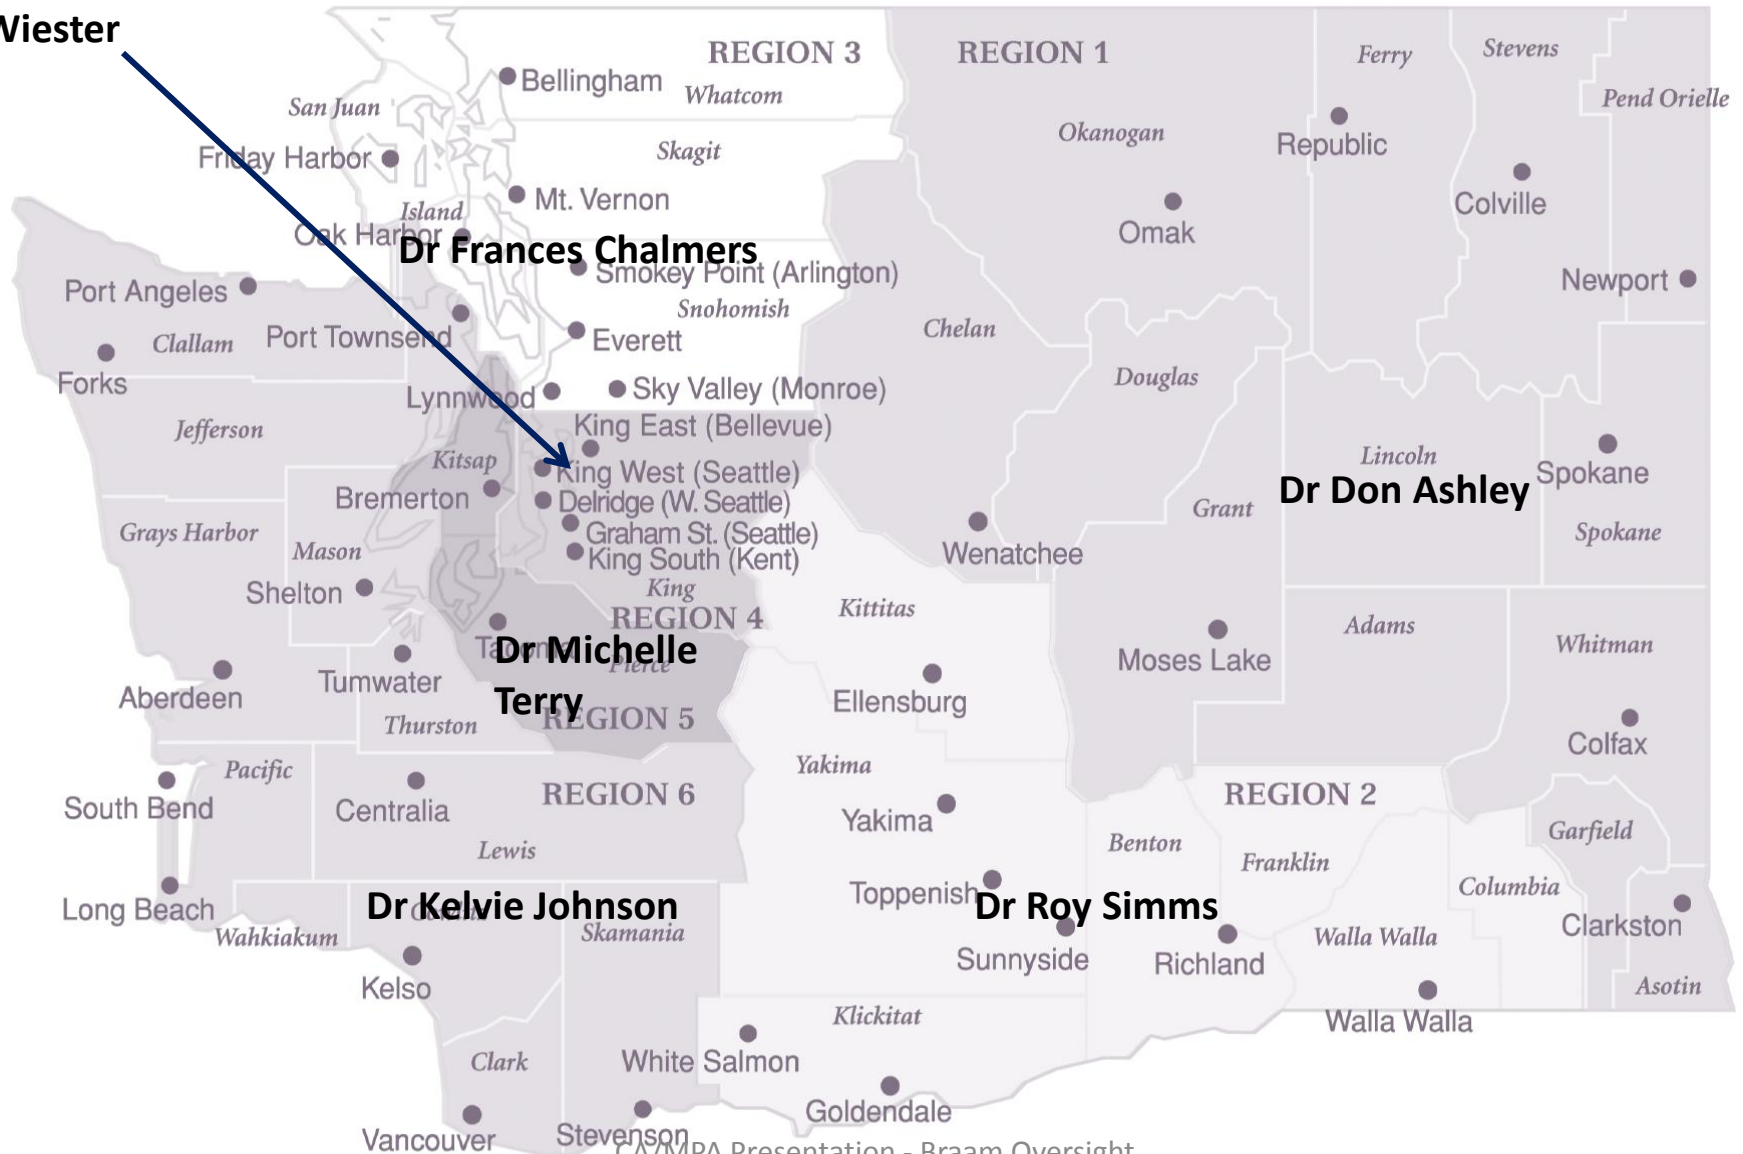 Wiester
REGION 3
REGION 1
Ferry
Stevens
Bellingham
Whatcom
San Juan
Pend Orielle
Okanogan
Republic
Friday Harbor
Skagit
Colville
Mt. Vernon
Island
Omak
Oak Harbor
Dr Frances Chalmers
Smokey Point (Arlington)
Newport
Port Angeles
Snohomish
Port Townsend
Everett
Chelan
Clallam
Forks
Douglas
Lynnwood
Sky Valley (Monroe)
Jefferson
King East (Bellevue)
Kitsap
King West (Seattle)
Lincoln
Spokane
Bremerton
Delridge (W. Seattle)
Dr Don Ashley
Grant
Grays Harbor
Graham St. (Seattle)
Spokane
Mason
King South (Kent)
Wenatchee
Shelton
King
Kittitas
REGION 4
Adams
Whitman
Tacoma
Dr Michelle
Terry
Pierce
Moses Lake
Tumwater
Aberdeen
Ellensburg
Thurston
REGION 5
Colfax
Pacific
Yakima
South Bend
Centralia
REGION 6
REGION 2
Yakima
Garfield
Lewis
Benton
Franklin
Toppenish
Columbia
Long Beach
Dr Kelvie Johnson
Dr Roy Simms
Clarkston
Wahkiakum
Skamania
Walla Walla
Sunnyside
Richland
Kelso
Asotin
Klickitat
Walla Walla
Clark
White Salmon
Goldendale
Vancouver
Stevenson
CA/MPA Presentation - Braam Oversight